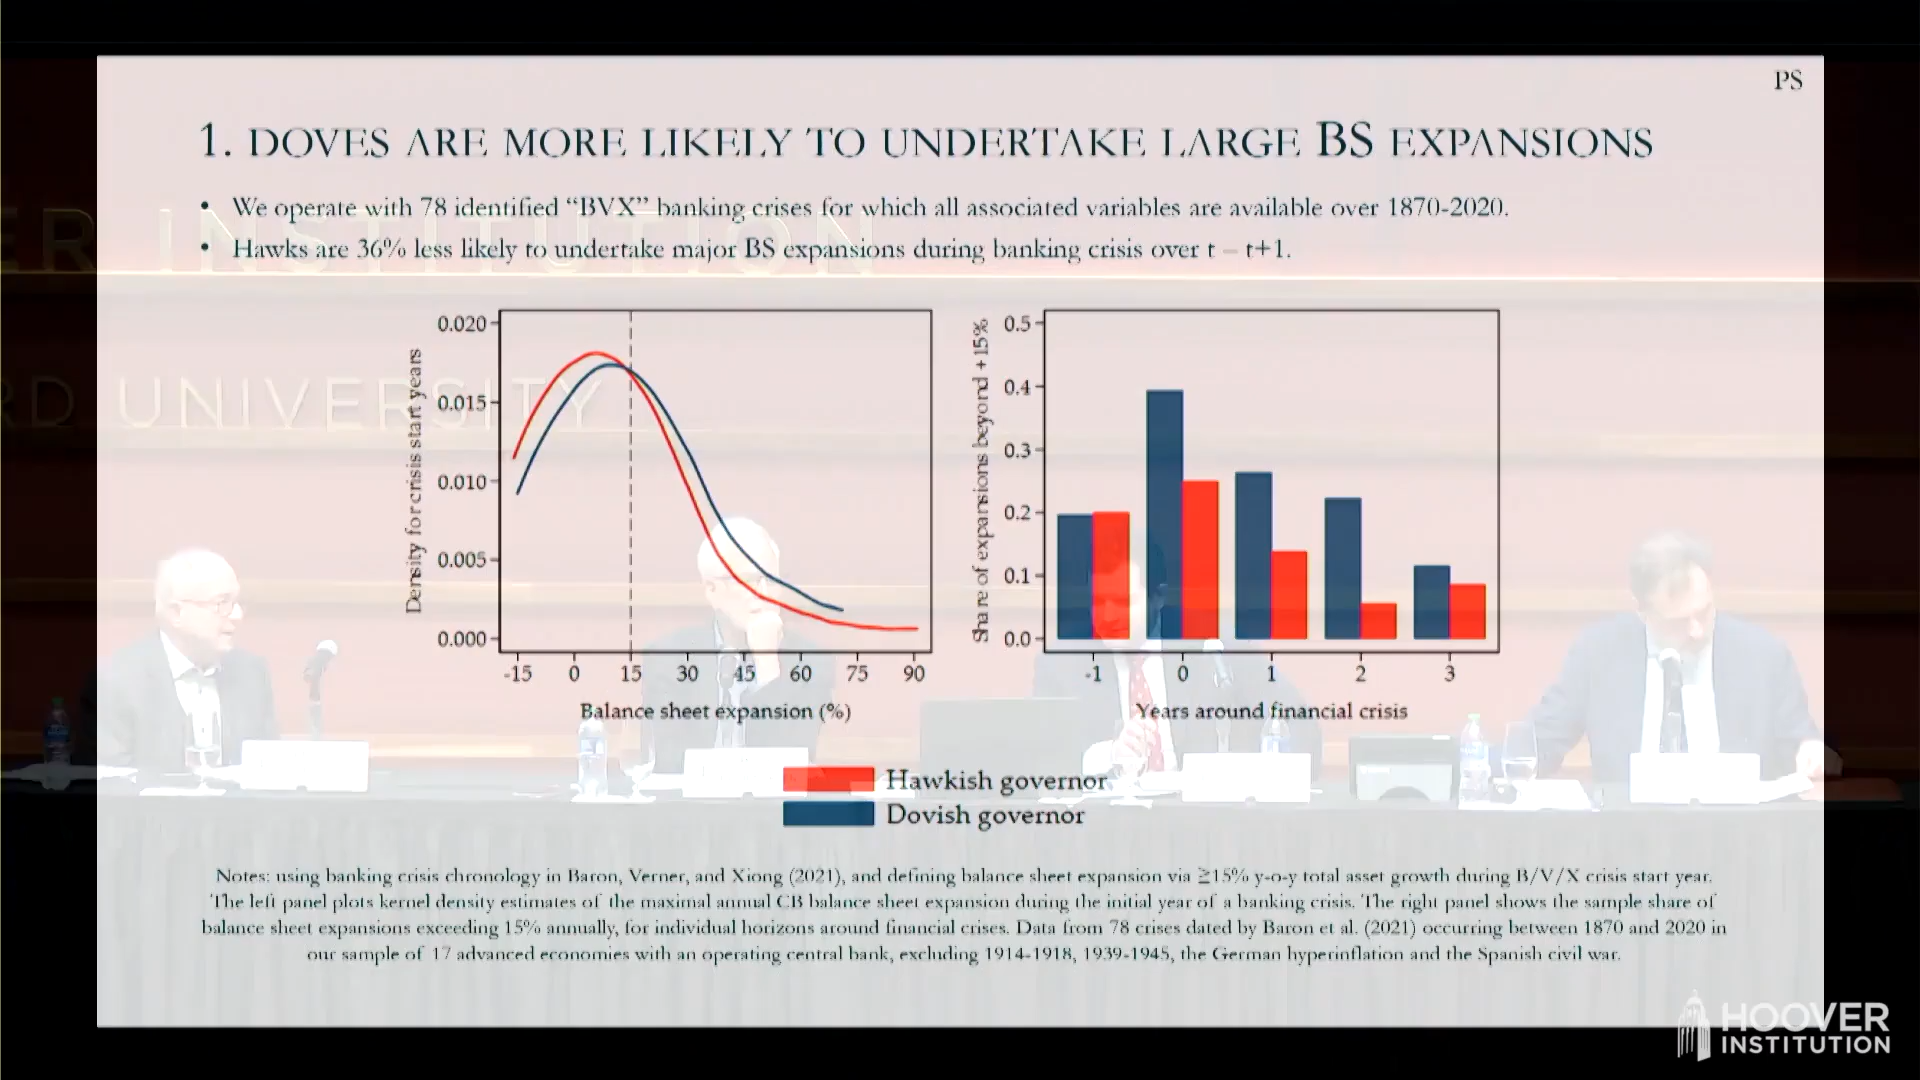 PS
1. DOVES ARE MORE LIKELY TO UNDERTAKE LARGE BS EXPANSIONS
• We operate with 78 identified “BVX” banking crises for which all associated variables are available over 1870-2020.
• Hawks are 36% less likely to undertake major BS expansions during banking crisis over t – t+1.
ER INSTITUTION
RD UNIVERSITY
Density for crisis start years
0.020
0.015
0.010
0.005
0.000
-15 0 15 30 45 60 75 90
Balance sheet expansion (%)
Share of expansions beyond +15%
0.5
0.4
0.3
0.2
0.1
0.0
-1 0 1 2 3
Years around financial crisis
Hawkish governor
Dovish governor
Notes: using banking crisis chronology in Baron, Verner, and Xiong (2021), and defining balance sheet expansion via ≥15% y-o-y total asset growth during B/V/X crisis start year.
The left panel plots kernel density estimates of the maximal annual CB balance sheet expansion during the initial year of a banking crisis. The right panel shows the sample share of
balance sheet expansions exceeding 15% annually, for individual horizons around financial crises. Data from 78 crises dated by Baron et al. (2021) occurring between 1870 and 2020 in
our sample of 17 advanced economies with an operating central bank, excluding 1914-1918, 1939-1945, the German hyperinflation and the Spanish civil war.
HOOVER
INSTITUTION